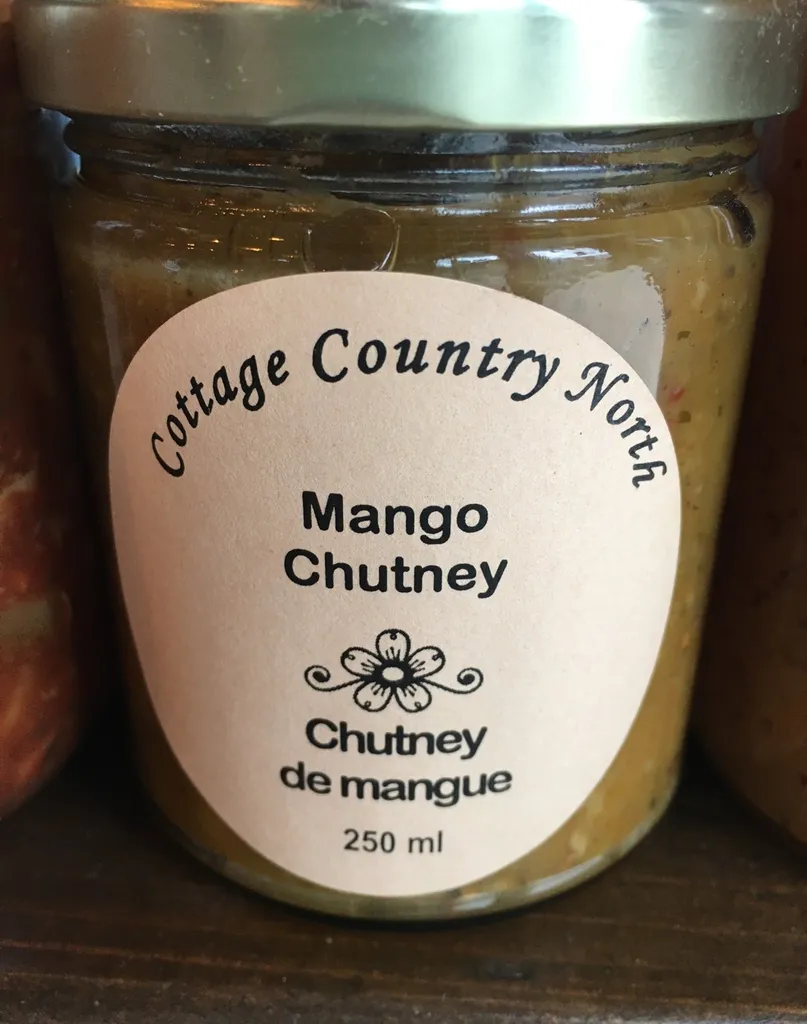 Cottage Country North
Mango
Chutney
Chutney
de mangue
250 ml